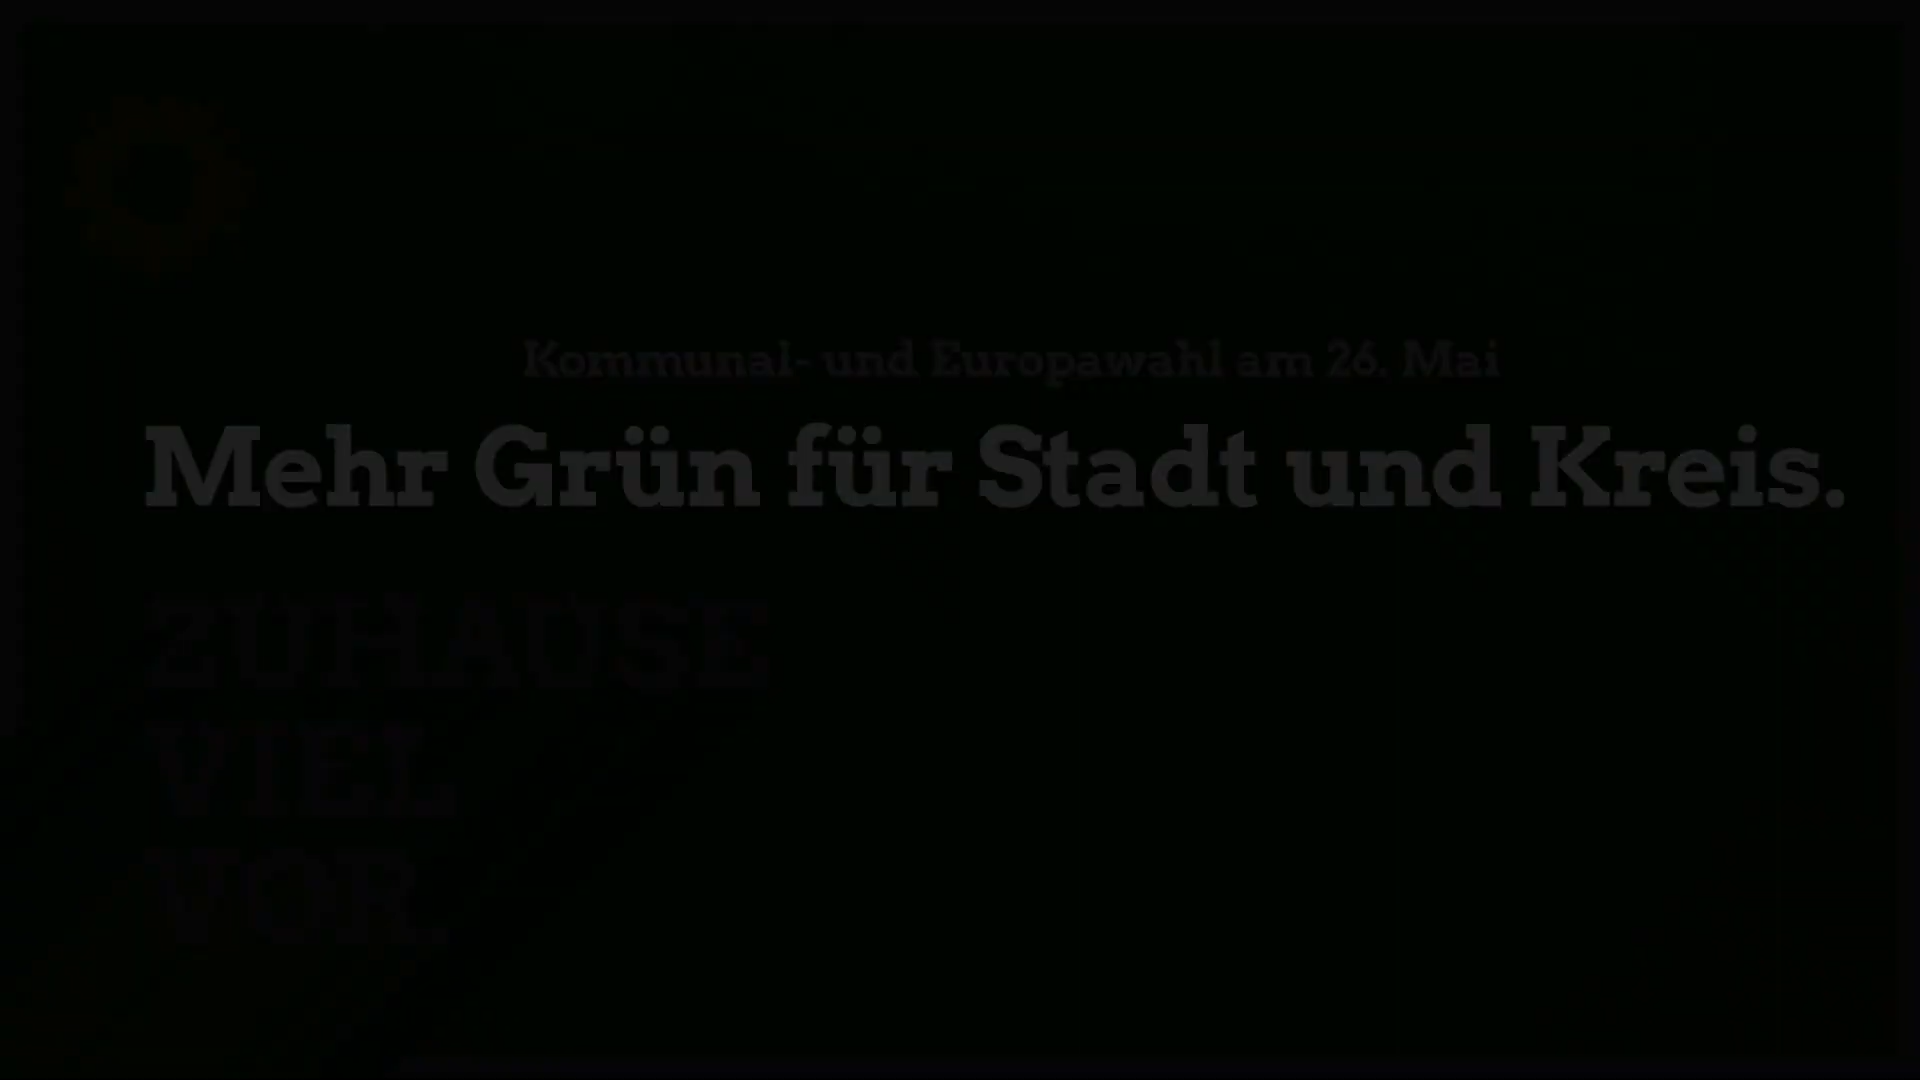 Kommunal- und Europawahl am 26. Mai
Mehr Grün für Stadt und Kreis.
ZUHAUSE
VIEL
VOR.